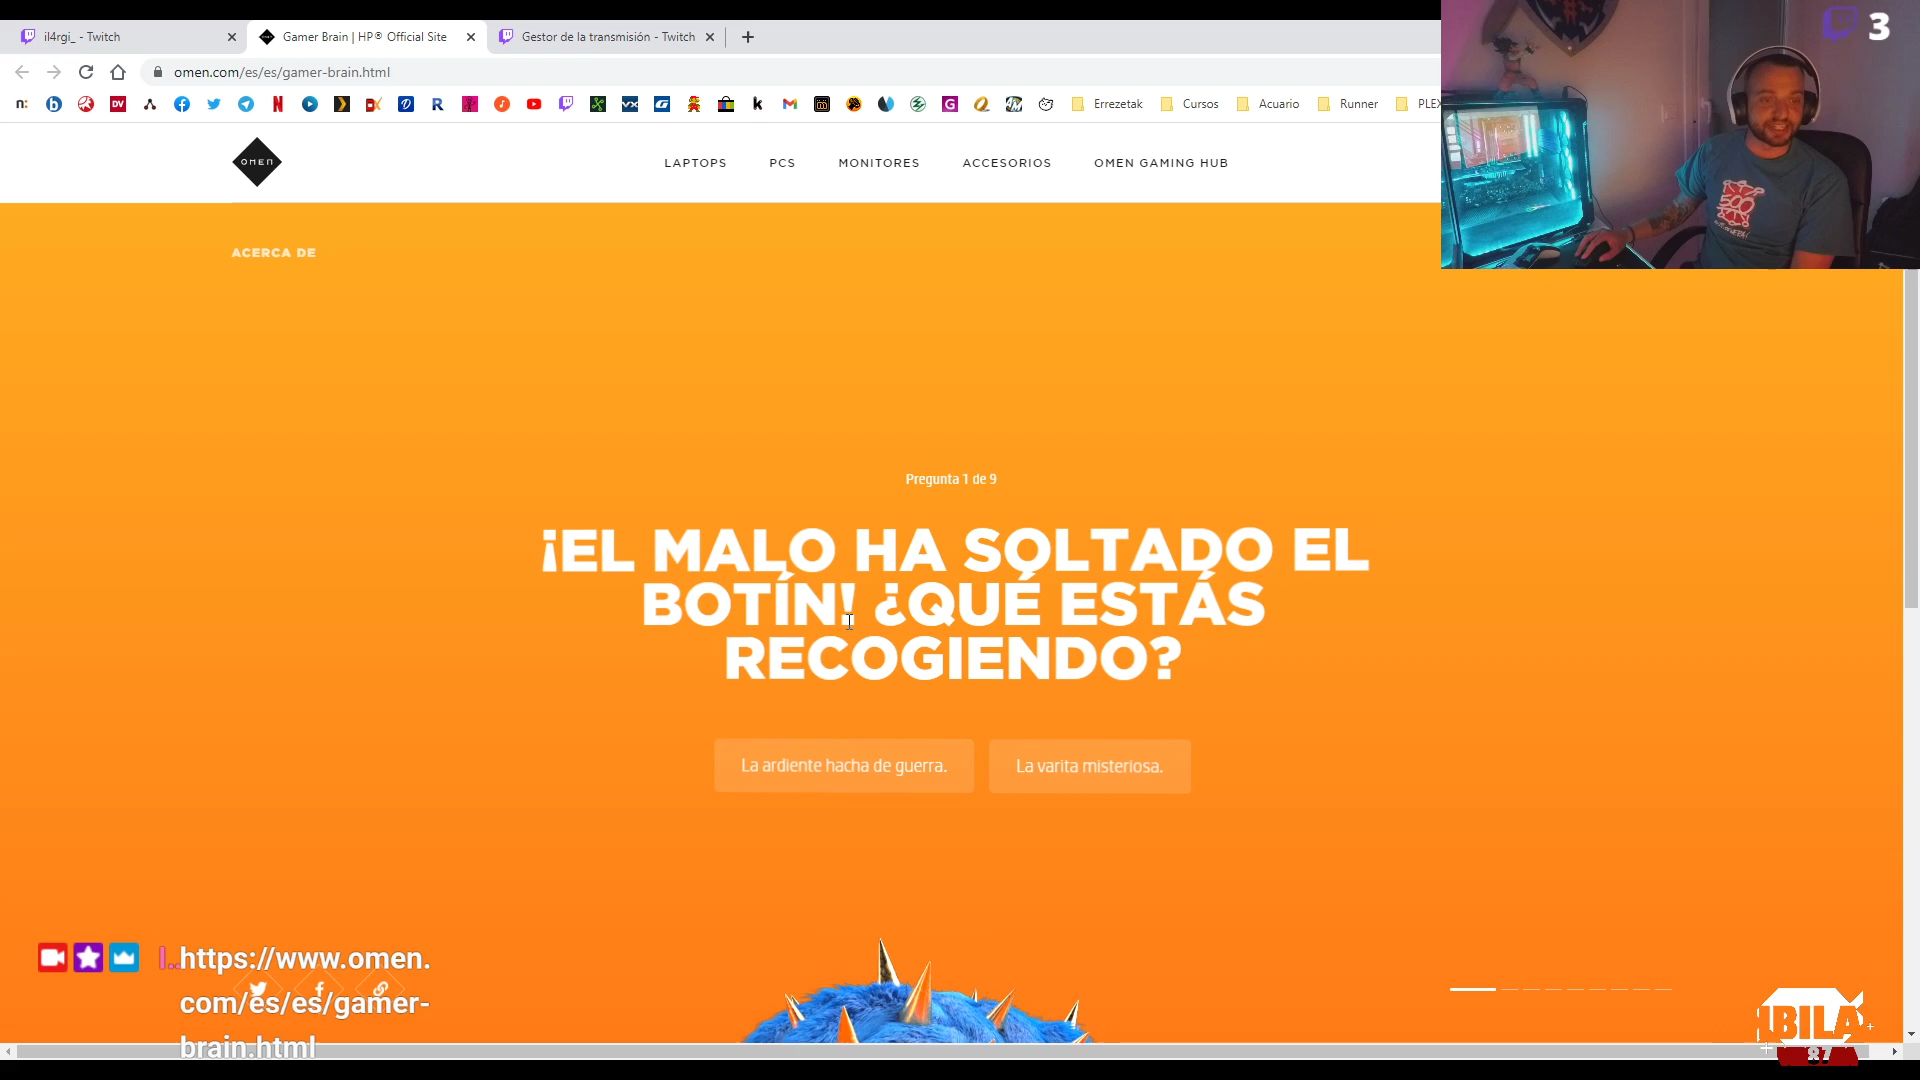 il4rgi_ - Twitch
Gamer Brain | HP® Official Site
Gestor de la transmisión - Twitch
3
omen.com/es/es/gamer-brain.html
Errezetak
Cursos
Acuario
Runner
PLEX
OMEN
LAPTOPS
PCS
MONITORES
ACCESORIOS
OMEN GAMING HUB
500
ACERCA DE
Pregunta 1 de 9
¡EL MALO HA SOLTADO EL
BOTÍN! ¿QUÉ ESTÁS
RECOGIENDO?
La ardiente hacha de guerra.
La varita misteriosa.
https://www.omen.
com/es/es/gamer-
brain.html
BILA
87